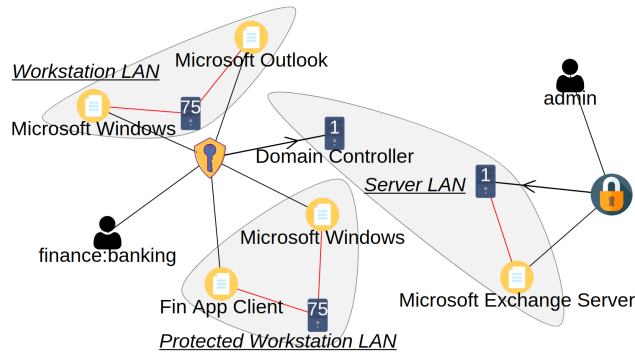 Microsoft Outlook
Workstation LAN
75
Microsoft Windows
admin
1
Domain Controller
1
Server LAN
Microsoft Windows
finance:banking
Fin App Client
75
Microsoft Exchange Server
Protected Workstation LAN